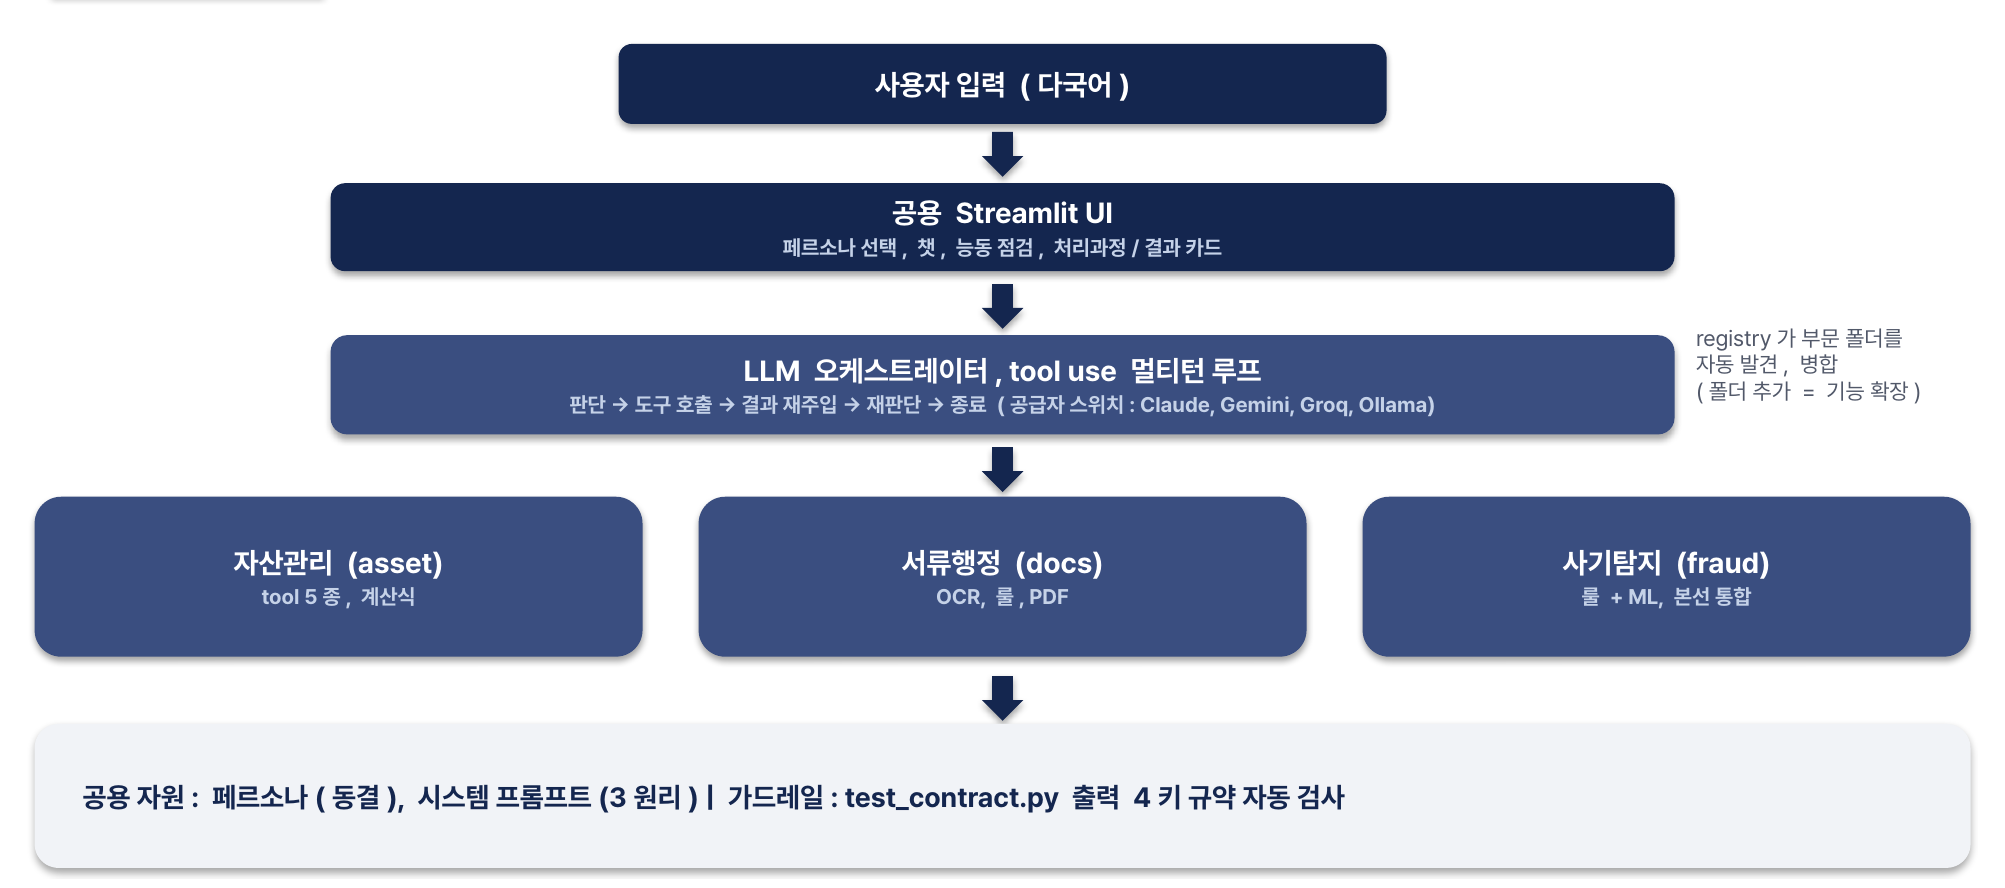 사용자 입력 ( 다국어 )
공용 Streamlit UI
페르소나 선택 , 챗 , 능동 점검 , 처리과정 / 결과 카드
LLM 오케스트레이터 , tool use 멀티턴 루프
판단 → 도구 호출 → 결과 재주입 → 재판단 → 종료 ( 공급자 스위치 : Claude, Gemini, Groq, Ollama)
registry 가 부문 폴더를
자동 발견 , 병합
( 폴더 추가 = 기능 확장 )
자산관리 (asset)
tool 5 종 , 계산식
서류행정 (docs)
OCR, 룰 , PDF
사기탐지 (fraud)
룰 + ML, 본선 통합
공용 자원 : 페르소나 ( 동결 ), 시스템 프롬프트 (3 원리 ) | 가드레일 : test_contract.py 출력 4 키 규약 자동 검사